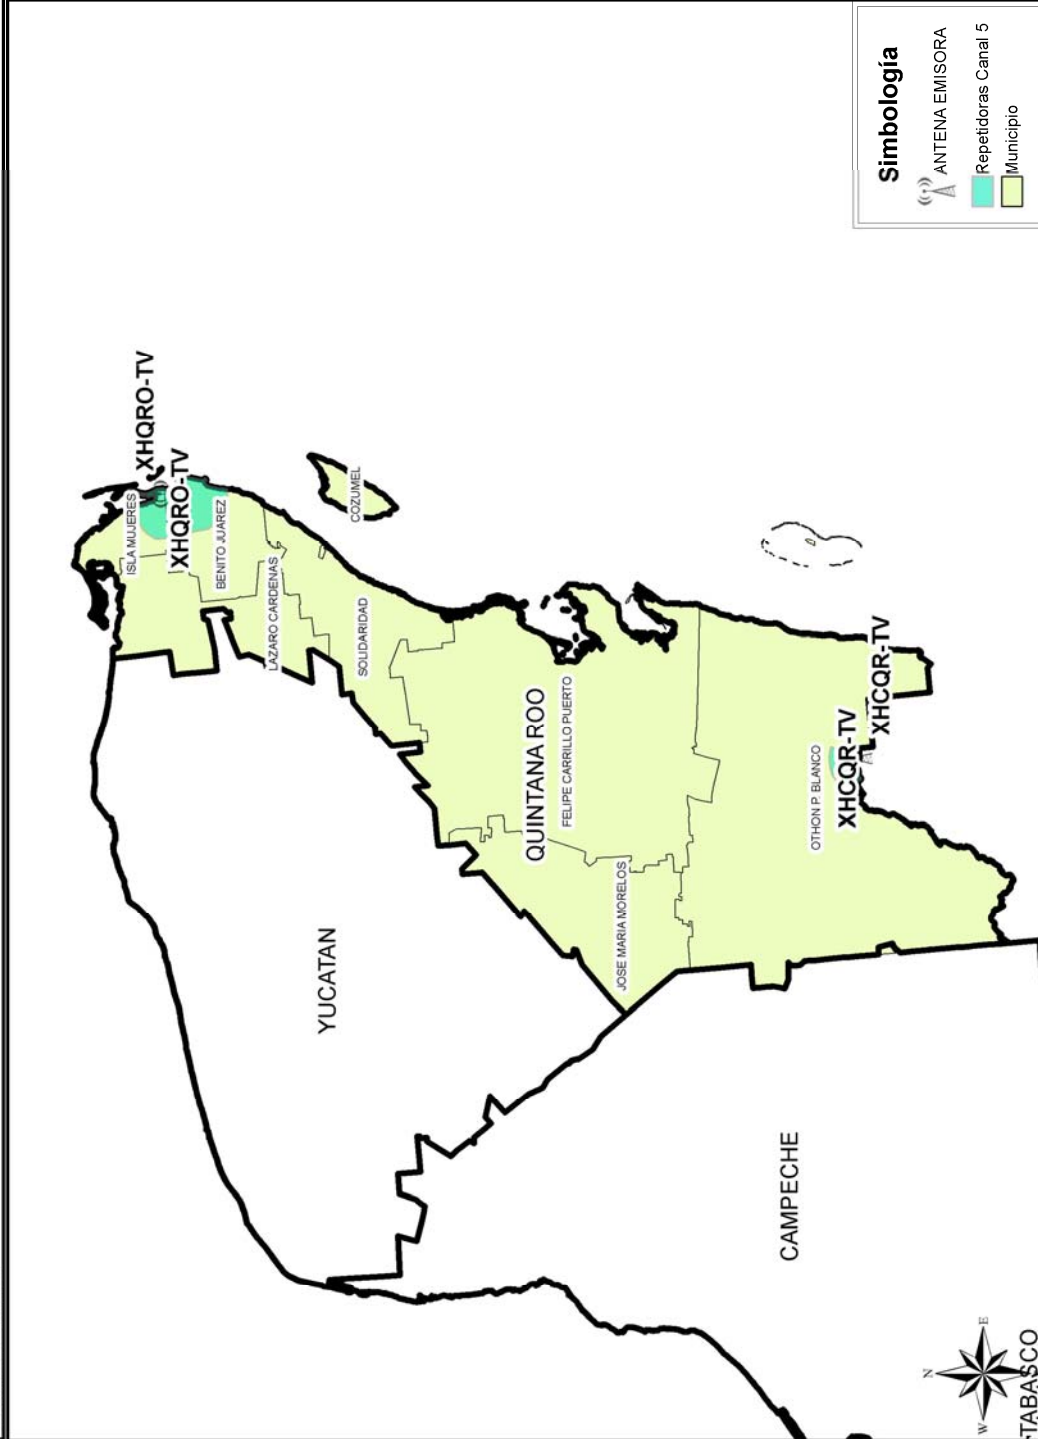 XHQRO-TV
XHQRO-TV
ISLA MUJERES
BENITO JUAREZ
COZUMEL
LAZARO CARDENAS
SOLIDARIDAD
YUCATAN
QUINTANA ROO
FELIPE CARRILLO PUERTO
JOSE MARIA MORELOS
OTHON P. BLANCO
XHCQR-TV
XHCQR-TV
CAMPECHE
TABASCO
N
W
E
Simbología
ANTENA EMISORA
Repetidoras Canal 5
Municipio